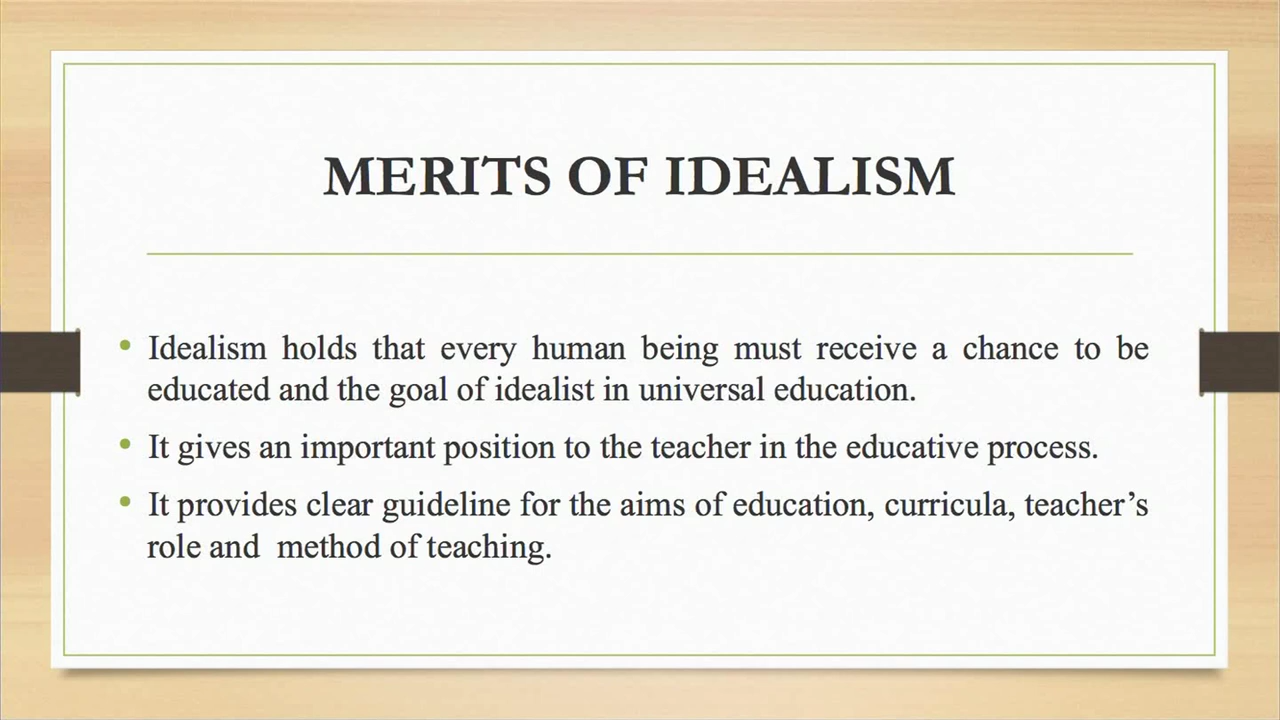 MERITS OF IDEALISM
• Idealism holds that every human being must receive a chance to be
educated and the goal of idealist in universal education.
• It gives an important position to the teacher in the educative process.
• It provides clear guideline for the aims of education, curricula, teacher’s
role and  method of teaching.